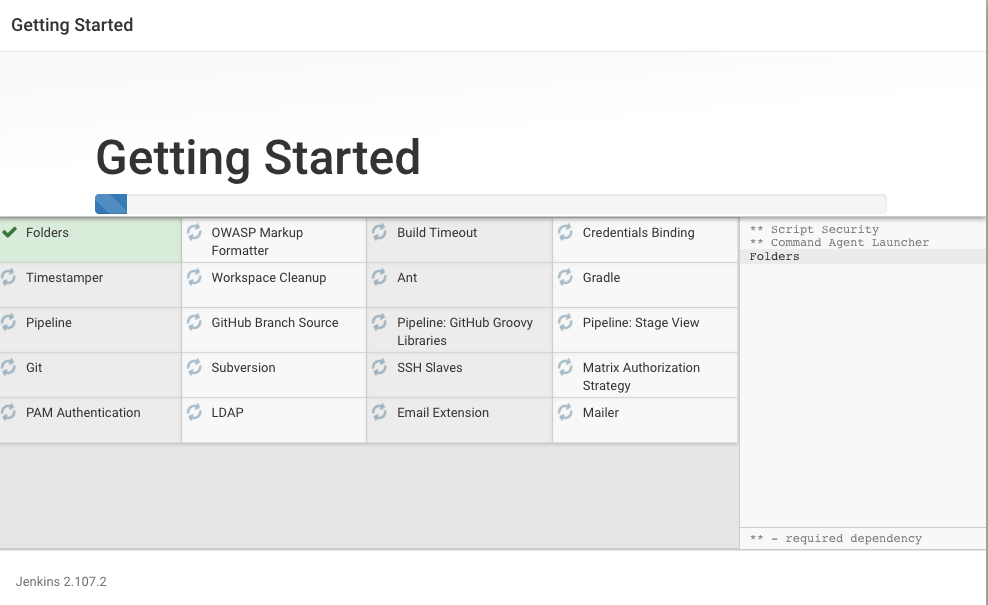 Getting Started
Getting Started
Folders
OWASP Markup
Formatter
Build Timeout
Credentials Binding
Timestamper
Workspace Cleanup
Ant
Gradle
Pipeline
GitHub Branch Source
Pipeline: GitHub Groovy
Libraries
Pipeline: Stage View
Git
Subversion
SSH Slaves
Matrix Authorization
Strategy
PAM Authentication
LDAP
Email Extension
Mailer
** Script Security
** Command Agent Launcher
Folders
** - required dependency
Jenkins 2.107.2